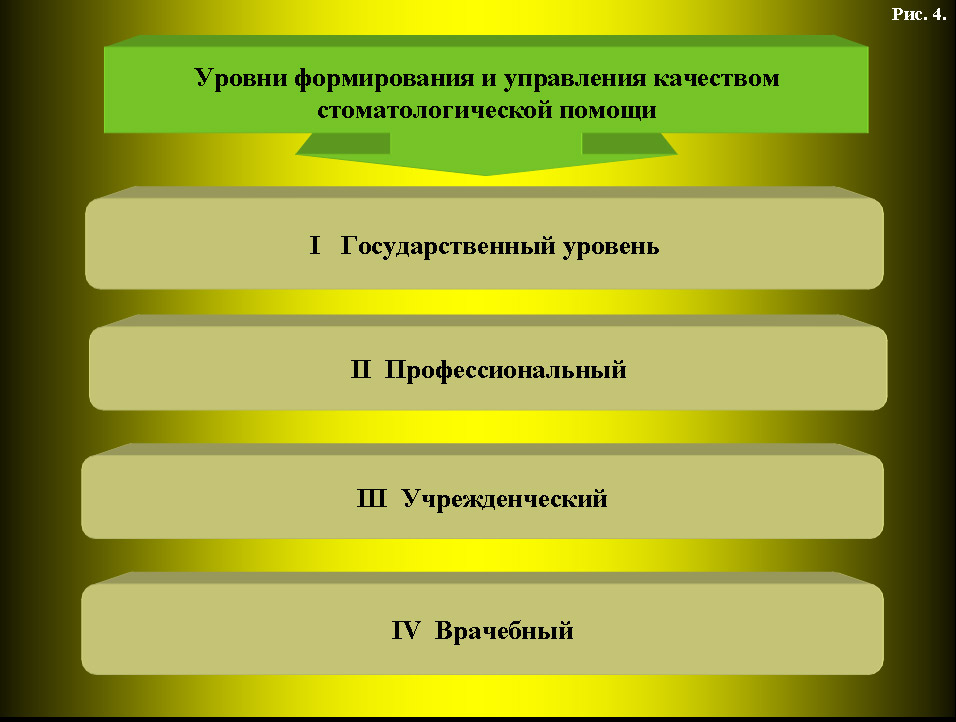 Рис. 4.
Уровни формирования и управления качеством
стоматологической помощи
I Государственный уровень
II Профессиональный
III Учрежденческий
IV Врачебный